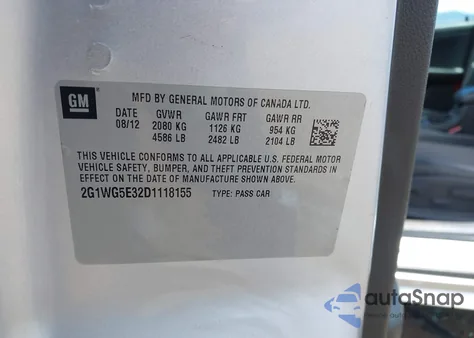 GM
MFD BY GENERAL MOTORS OF CANADA LTD.
DATE GVWR GAWR FRT GAWR RR
08/12 2080 KG 1126 KG 954 KG
4586 LB 2482 LB 2104 LB
THIS VEHICLE CONFORMS TO ALL APPLICABLE U.S. FEDERAL MOTOR
VEHICLE SAFETY, BUMPER, AND THEFT PREVENTION STANDARDS IN
EFFECT ON THE DATE OF MANUFACTURE SHOWN ABOVE.
2G1WG5E32D1118155 TYPE: PASS CAR
autoSnap